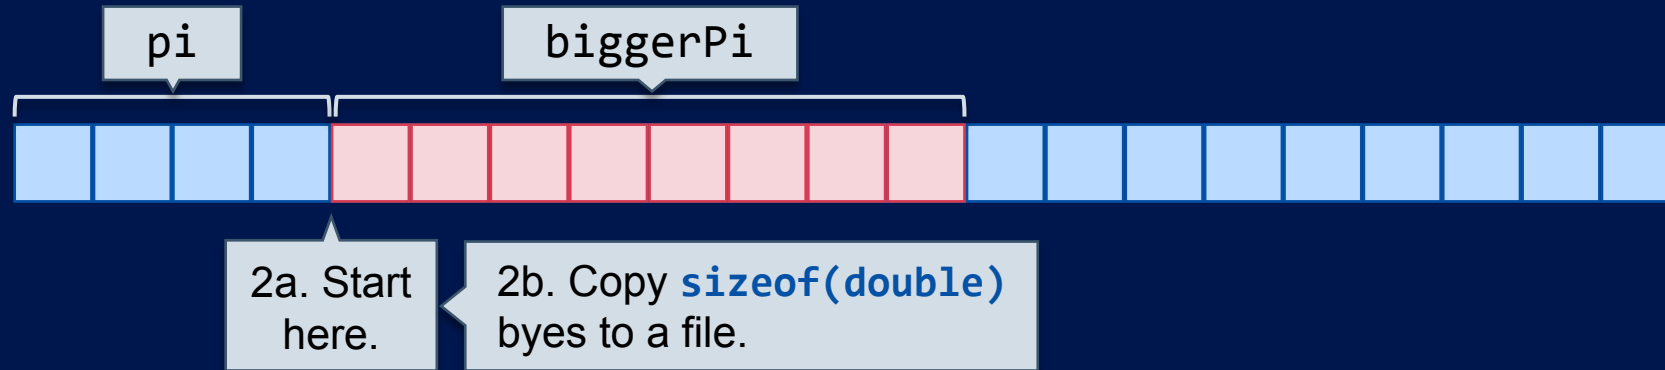 pi
biggerPi
2a. Start
here.
2b. Copy sizeof(double)
byes to a file.